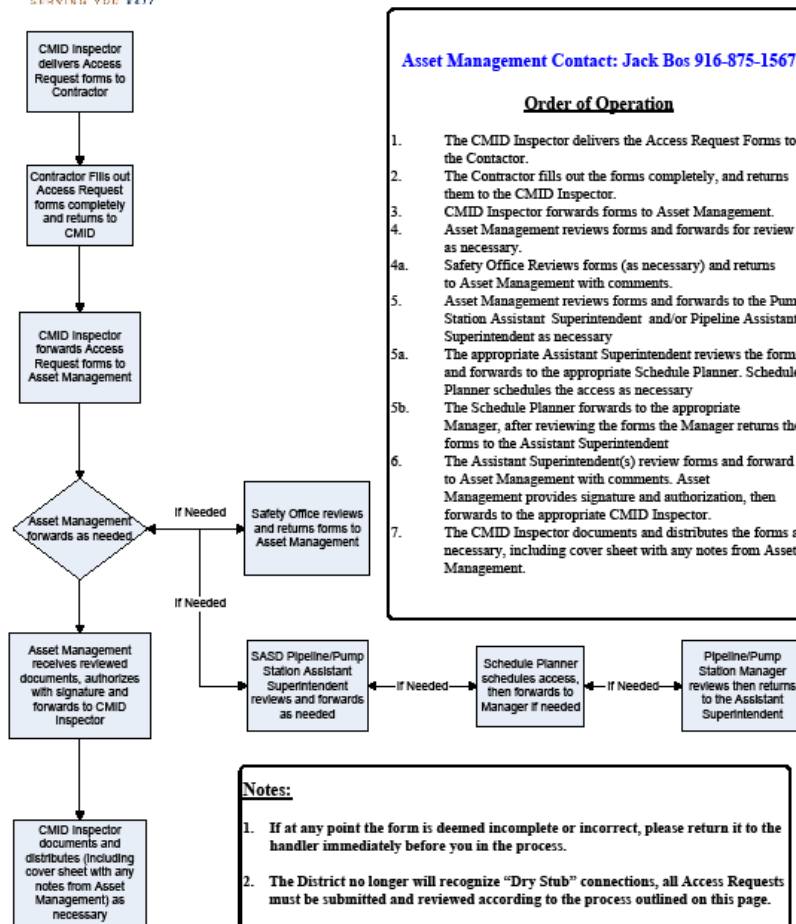 SERVING YOU 24/7
CMID Inspector
delivers Access
Request forms to
Contractor
Contractor Fills out
Access Request
forms completely
and returns to
CMID
CMID Inspector
forwards Access
Request forms to
Asset Management
Asset Management
forwards as needed
If Needed
Safety Office reviews
and returns forms to
Asset Management
If Needed
Asset Management
receives reviewed
documents, authorizes
with signature and
forwards to CMID
Inspector
SASD Pipeline/Pump
Station Assistant
Superintendent
reviews and forwards
as needed
If Needed
Schedule Planner
schedules access,
then forwards to
Manager if needed
If Needed
Pipeline/Pump
Station Manager
reviews then returns
to the Assistant
Superintendent
CMID Inspector
documents and
distributes (including
cover sheet with any
notes from Asset
Management) as
necessary
Asset Management Contact: Jack Bos 916-875-1567
Order of Operation
1. The CMID Inspector delivers the Access Request Forms to
the Contactor.
2. The Contractor fills out the forms completely, and returns
them to the CMID Inspector.
3. CMID Inspector forwards forms to Asset Management.
4. Asset Management reviews forms and forwards for review
as necessary.
4a. Safety Office Reviews forms (as necessary) and returns
to Asset Management with comments.
5. Asset Management reviews forms and forwards to the Pum
Station Assistant Superintendent and/or Pipeline Assistant
Superintendent as necessary
5a. The appropriate Assistant Superintendent reviews the form
and forwards to the appropriate Schedule Planner. Schedule
Planner schedules the access as necessary
5b. The Schedule Planner forwards to the appropriate
Manager, after reviewing the forms the Manager returns the
forms to the Assistant Superintendent
6. The Assistant Superintendent(s) review forms and forward
to Asset Management with comments. Asset
Management provides signature and authorization, then
forwards to the appropriate CMID Inspector.
7. The CMID Inspector documents and distributes the forms a
necessary, including cover sheet with any notes from Asset
Management.
Notes:
1. If at any point the form is deemed incomplete or incorrect, please return it to the
handler immediately before you in the process.
2. The District no longer will recognize “Dry Stub” connections, all Access Requests
must be submitted and reviewed according to the process outlined on this page.